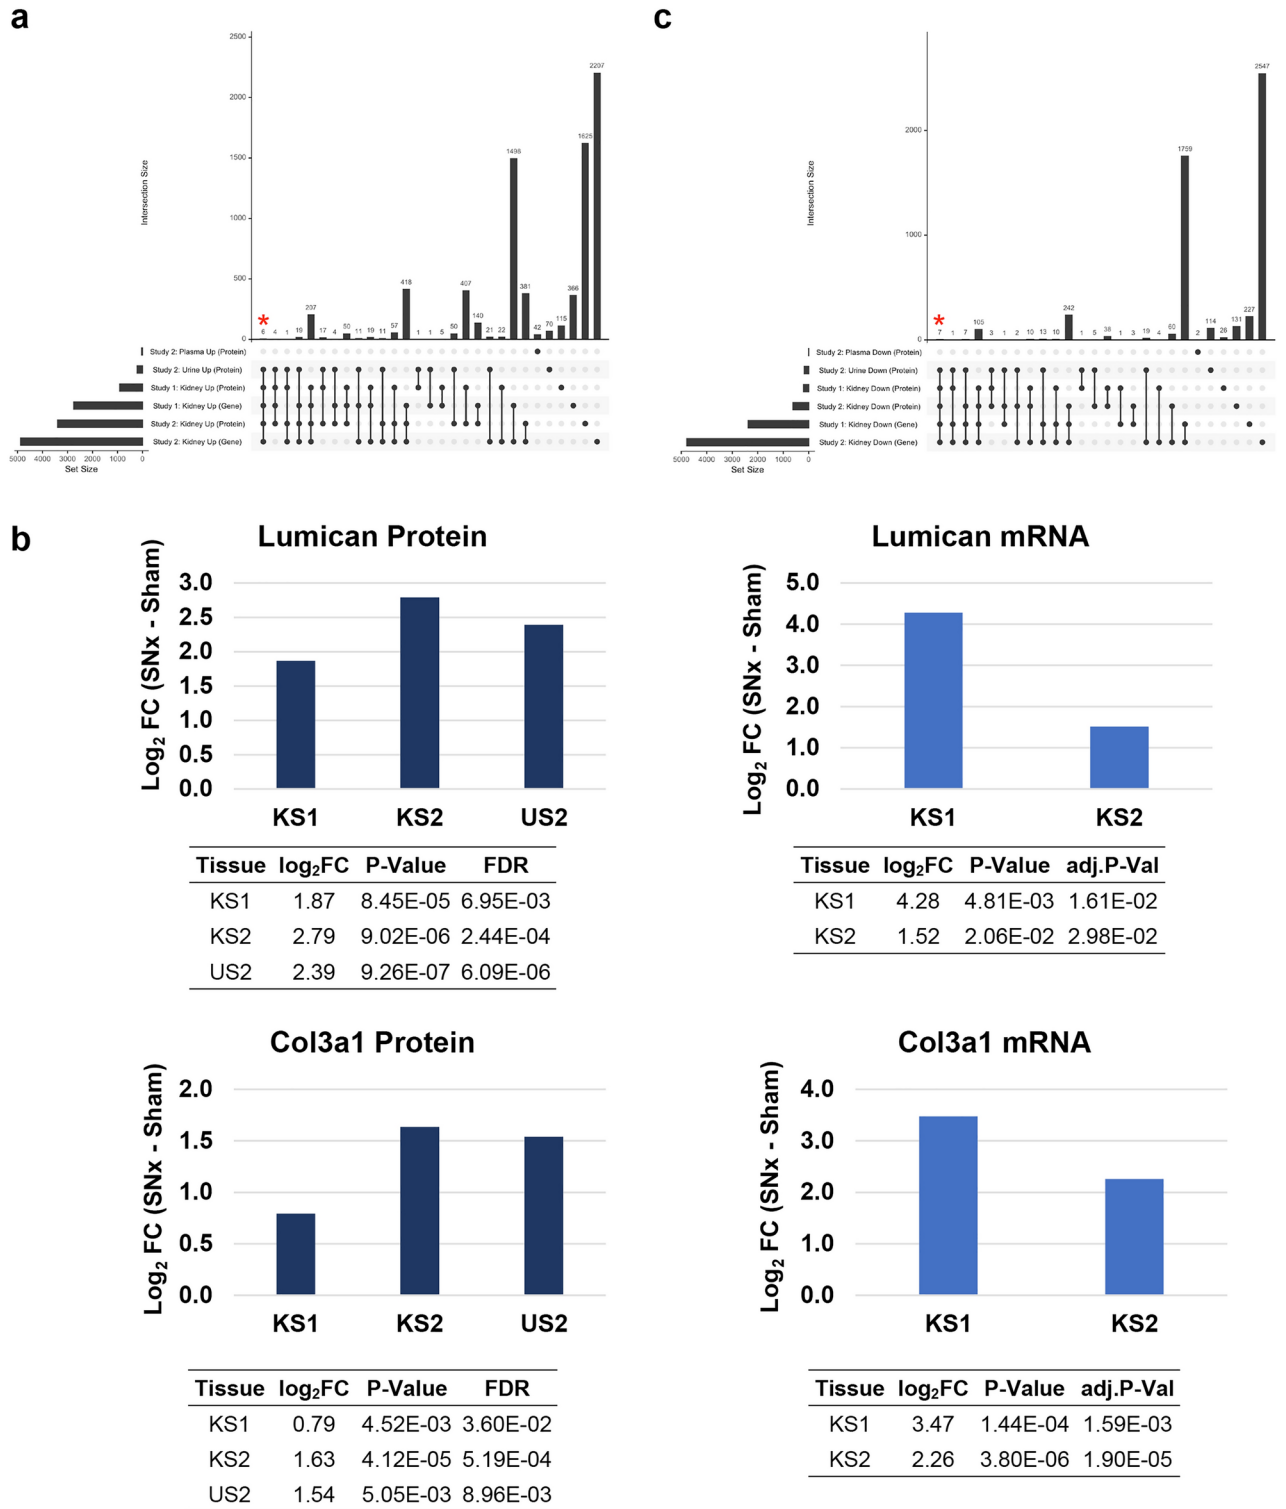 a
2500
2000
1500
1000
500
0
Intersection Size
6 4 1 19 207 17 4 50 11 19 11 57 418 1 1 5 50 407 140 21 22 1498 381 42 70 115 366 1625 2207
*
Study 2: Plasma Up (Protein)
Study 2: Urine Up (Protein)
Study 1: Kidney Up (Protein)
Study 1: Kidney Up (Gene)
Study 2: Kidney Up (Protein)
Study 2: Kidney Up (Gene)
5000 4000 3000 2000 1000 0
Set Size
c
2000
1000
0
Intersection Size
7 1 7 105 3 1 2 10 13 10 242 1 5 38 1 3 19 4 60 1759 2 114 28 131 227 2547
*
Study 2: Plasma Down (Protein)
Study 2: Urine Down (Protein)
Study 1: Kidney Down (Protein)
Study 2: Kidney Down (Protein)
Study 1: Kidney Down (Gene)
Study 2: Kidney Down (Gene)
5000 4000 3000 2000 1000 0
Set Size
b
Lumican Protein
Log2 FC (SNx - Sham)
3.0
2.5
2.0
1.5
1.0
0.5
0.0
KS1 KS2 US2
Tissue log2FC P-Value FDR
KS1 1.87 8.45E-05 6.95E-03
KS2 2.79 9.02E-06 2.44E-04
US2 2.39 9.26E-07 6.09E-06
Lumican mRNA
Log2 FC (SNx - Sham)
5.0
4.0
3.0
2.0
1.0
0.0
KS1 KS2
Tissue log2FC P-Value adj.P-Val
KS1 4.28 4.81E-03 1.61E-02
KS2 1.52 2.06E-02 2.98E-02
Col3a1 Protein
Log2 FC (SNx - Sham)
2.0
1.5
1.0
0.5
0.0
KS1 KS2 US2
Tissue log2FC P-Value FDR
KS1 0.79 4.52E-03 3.60E-02
KS2 1.63 4.12E-05 5.19E-04
US2 1.54 5.05E-03 8.96E-03
Col3a1 mRNA
Log2 FC (SNx - Sham)
4.0
3.0
2.0
1.0
0.0
KS1 KS2
Tissue log2FC P-Value adj.P-Val
KS1 3.47 1.44E-04 1.59E-03
KS2 2.26 3.80E-06 1.90E-05